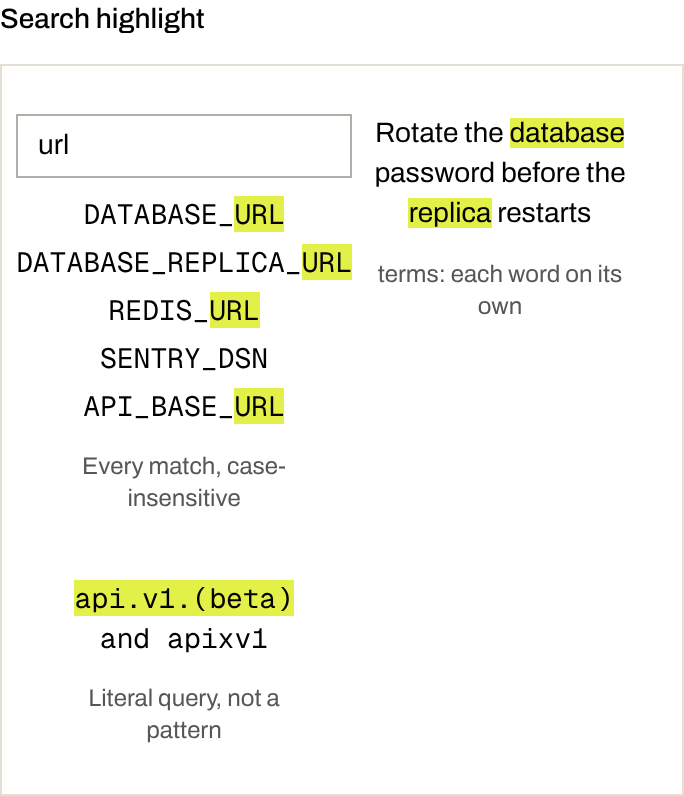 Search highlight
url
DATABASE_URL
DATABASE_REPLICA_URL
REDIS_URL
SENTRY_DSN
API_BASE_URL
Every match, case-
insensitive
Rotate the database
password before the
replica restarts
terms: each word on its
own
api.v1.(beta)
and apixv1
Literal query, not a
pattern